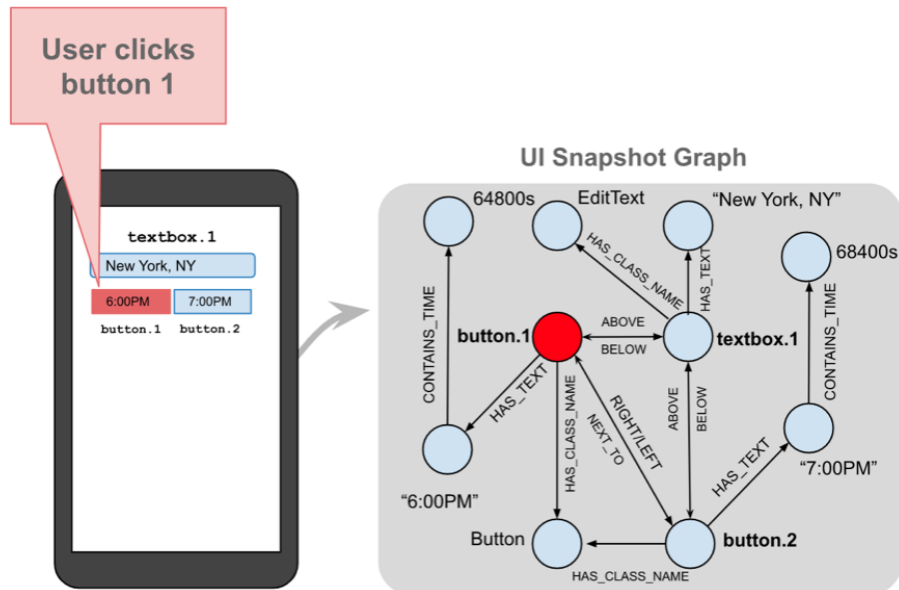 User clicks
button 1
textbox.1
New York, NY
6:00PM
7:00PM
button.1
button.2
UI Snapshot Graph
64800s
EditText
“New York, NY”
68400s
HAS_CLASS_NAME
HAS_TEXT
CONTAINS_TIME
CONTAINS_TIME
button.1
ABOVE
BELOW
textbox.1
HAS_TEXT
HAS_CLASS_NAME
RIGHT/LEFT
NEXT_TO
ABOVE
BELOW
HAS_TEXT
“6:00PM”
“7:00PM”
Button
button.2
HAS_CLASS_NAME